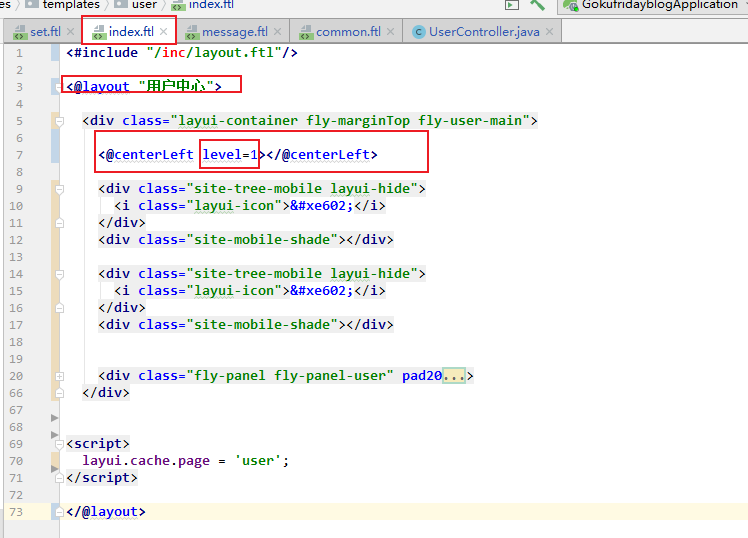 es templates user index.ftl GokufridayblogApplication
set.ftl index.ftl message.ftl common.ftl UserController.java
1 <#include "/inc/layout.ftl"/>
2
3 <@layout "用户中心">
4
5 <div class="layui-container fly-marginTop fly-user-main">
6
7 <@centerLeft level=1></@centerLeft>
8
9 <div class="site-tree-mobile layui-hide">
10 <i class="layui-icon">&#xe602;</i>
11 </div>
12 <div class="site-mobile-shade"></div>
13
14 <div class="site-tree-mobile layui-hide">
15 <i class="layui-icon">&#xe602;</i>
16 </div>
17 <div class="site-mobile-shade"></div>
18
19
20 <div class="fly-panel fly-panel-user" pad20...>
66 </div>
67
68
69 <script>
70 layui.cache.page = 'user';
71 </script>
72
73 </@layout>